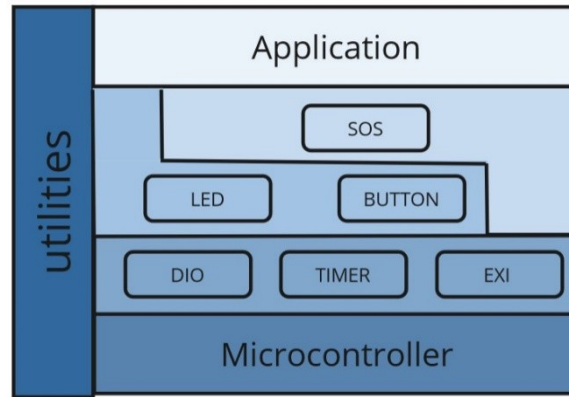 utilities
Application
SOS
LED
BUTTON
DIO
TIMER
EXI
Microcontroller